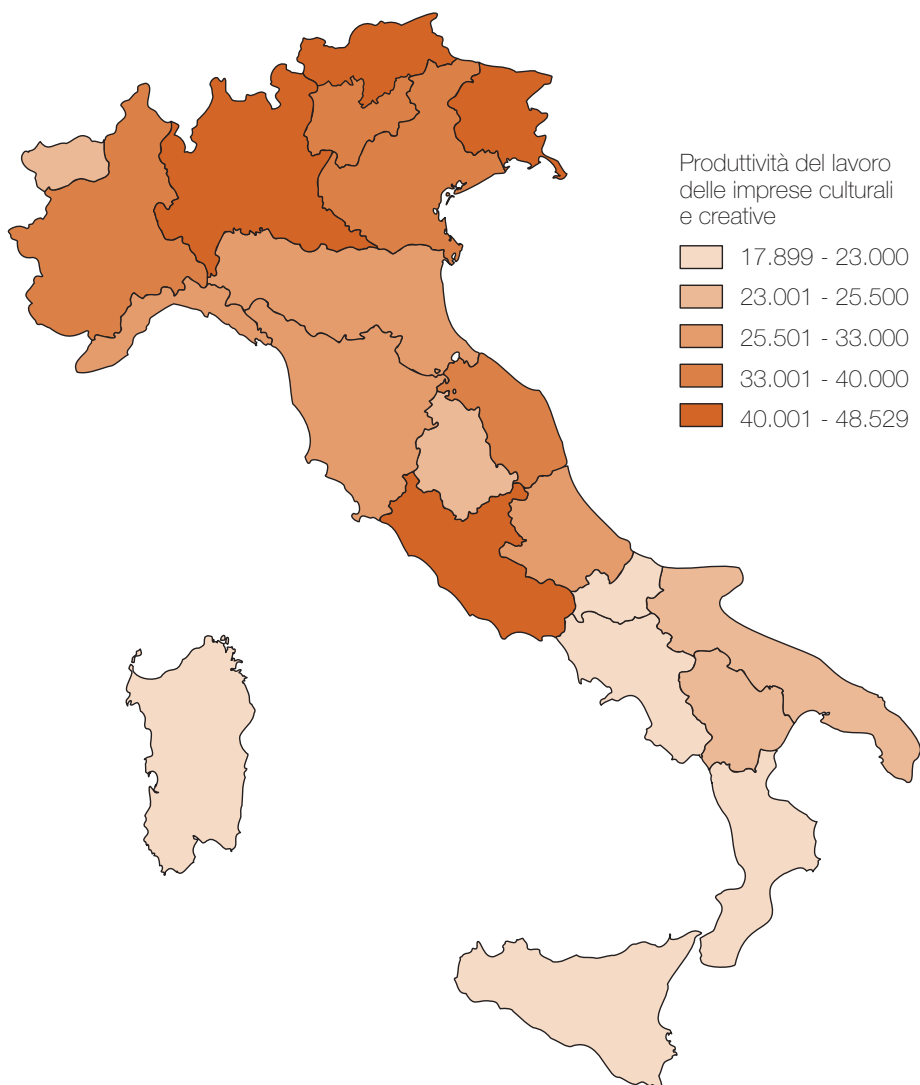 Produttività del lavoro
delle imprese culturali
e creative
17.899 - 23.000
23.001 - 25.500
25.501 - 33.000
33.001 - 40.000
40.001 - 48.529